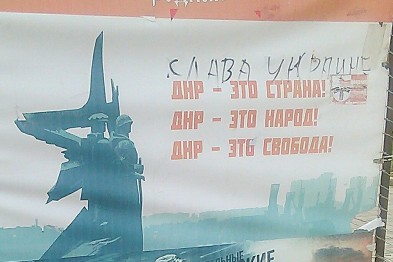 СЛАВА УКРАИНЕ
ДНР - ЭТО СТРАНА!
ДНР - ЭТО НАРОД!
ДНР - ЭТО СВОБОДА!